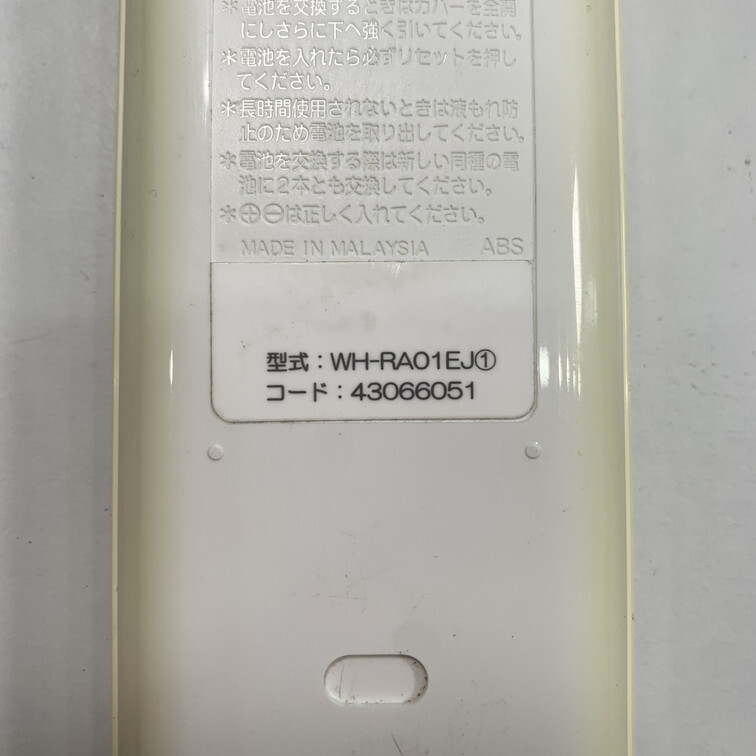 ＊電池を交換するときはカバーを全開
にしさらに下へ強く引いてください。
＊電池を入れたら必ずリセットを押し
てください。
＊長時間使用されないときは液もれ防
止のため電池を取り出してください。
＊電池を交換する際は新しい同種の電
池に2本とも交換してください。
＊⊕⊖は正しく入れてください。
MADE IN MALAYSIA ABS
型式：WH-RA01EJ①
コード：43066051